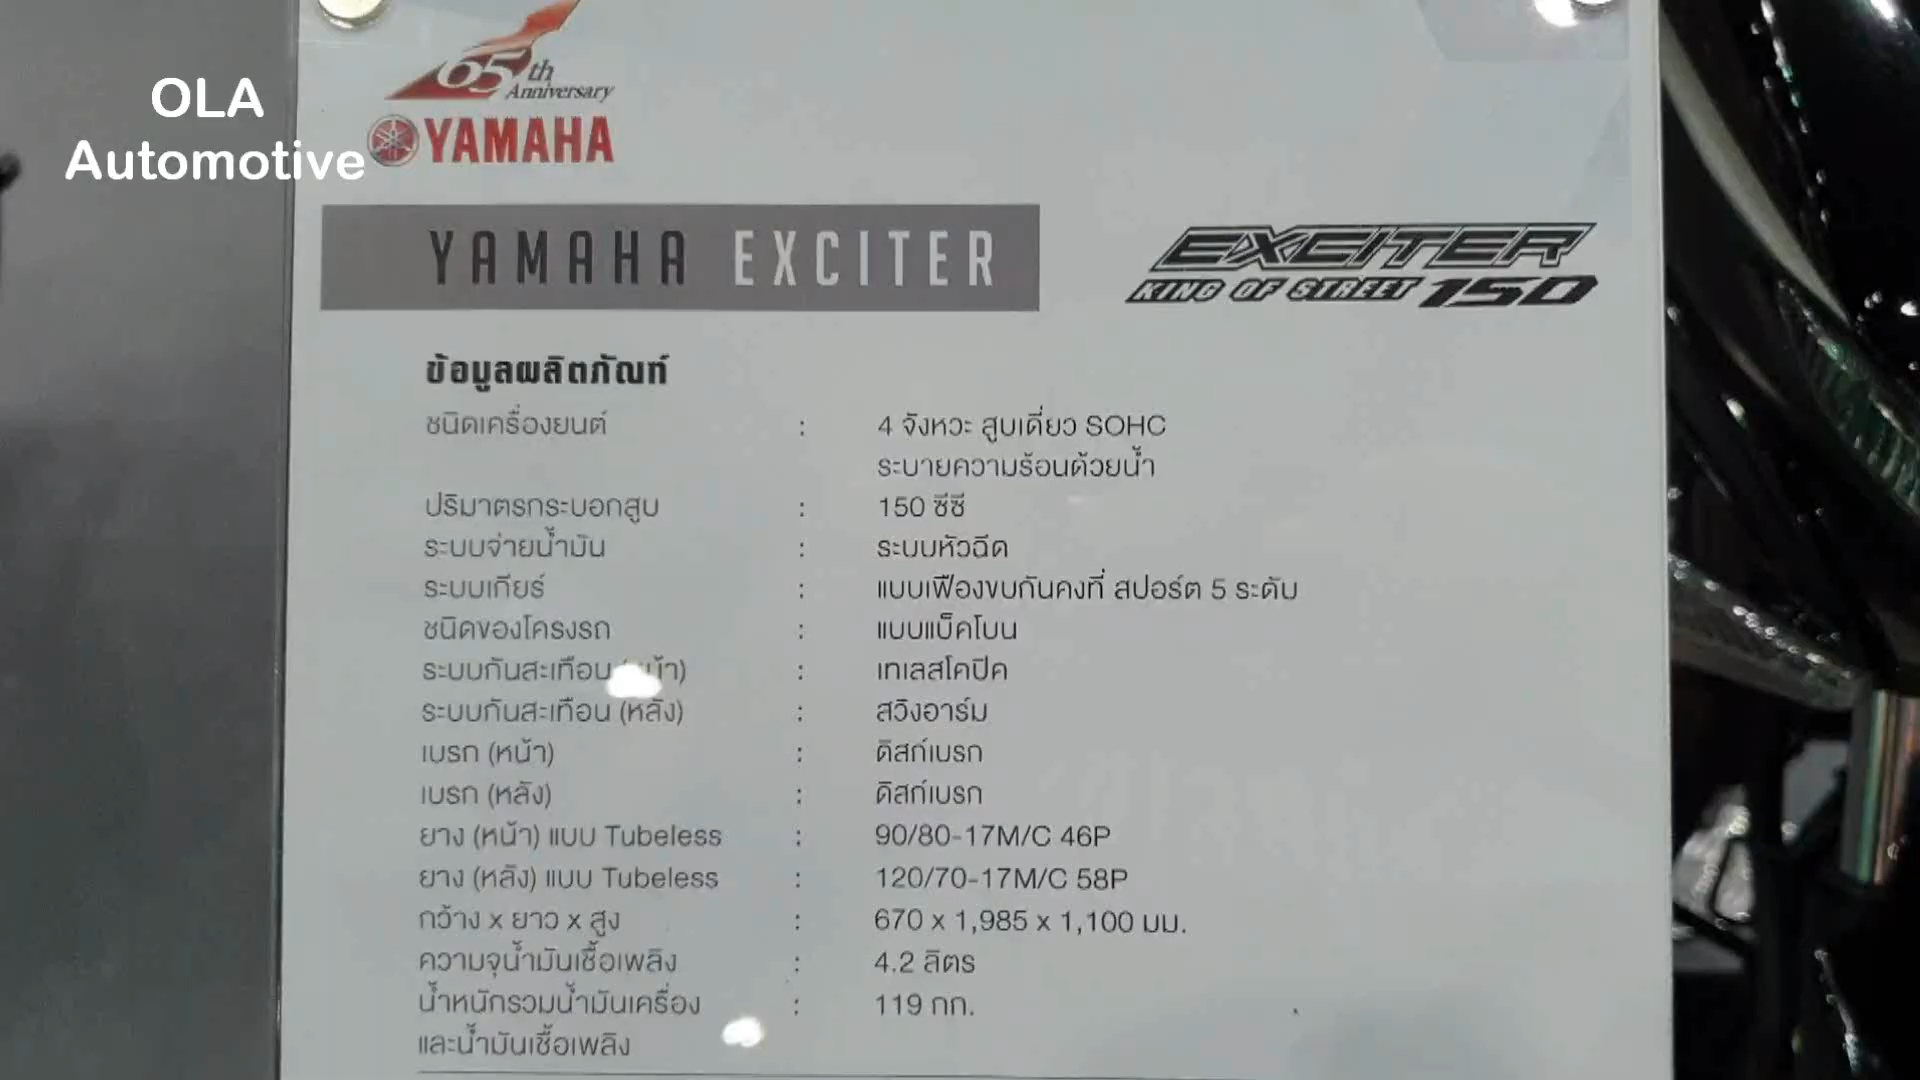 OLA
Automotive
65th
Anniversary
YAMAHA
YAMAHA EXCITER
EXCITER
KING OF STREET 150
ข้อมูลผลิตภัณฑ์
ชนิดเครื่องยนต์ : 4 จังหวะ สูบเดี่ยว SOHC
ระบายความร้อนด้วยน้ำ
ปริมาตรกระบอกสูบ : 150 ซีซี
ระบบจ่ายน้ำมัน : ระบบหัวฉีด
ระบบเกียร์ : แบบเฟืองขบกันคงที่ สปอร์ต 5 ระดับ
ชนิดของโครงรถ : แบบแบ็คโบน
ระบบกันสะเทือน (หน้า) : เทเลสโคปิค
ระบบกันสะเทือน (หลัง) : สวิงอาร์ม
เบรก (หน้า) : ดิสก์เบรก
เบรก (หลัง) : ดิสก์เบรก
ยาง (หน้า) แบบ Tubeless : 90/80-17M/C 46P
ยาง (หลัง) แบบ Tubeless : 120/70-17M/C 58P
กว้าง x ยาว x สูง : 670 x 1,985 x 1,100 มม.
ความจุน้ำมันเชื้อเพลิง : 4.2 ลิตร
น้ำหนักรวมน้ำมันเครื่อง : 119 กก.
และน้ำมันเชื้อเพลิง